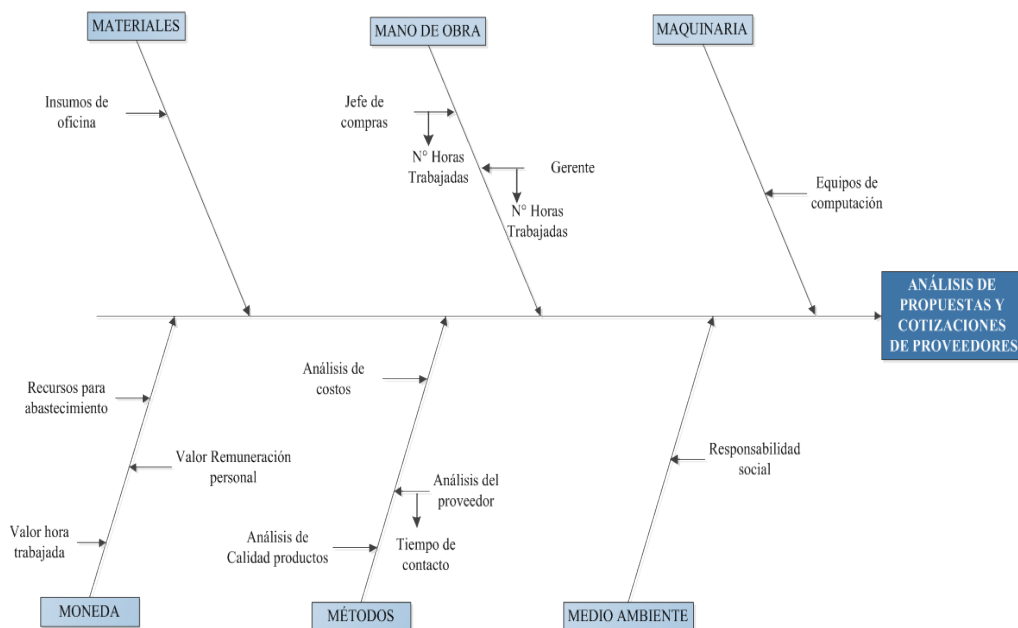 MATERIALES
MANO DE OBRA
MAQUINARIA
Insumos de
oficina
Jefe de
compras
N° Horas
Trabajadas
Gerente
N° Horas
Trabajadas
Equipos de
computación
ANÁLISIS DE
PROPUESTAS Y
COTIZACIONES
DE PROVEEDORES
Recursos para
abastecimiento
Valor Remuneración
personal
Valor hora
trabajada
Análisis de
costos
Análisis del
proveedor
Tiempo de
contacto
Análisis de
Calidad productos
Responsabilidad
social
MONEDA
MÉTODOS
MEDIO AMBIENTE